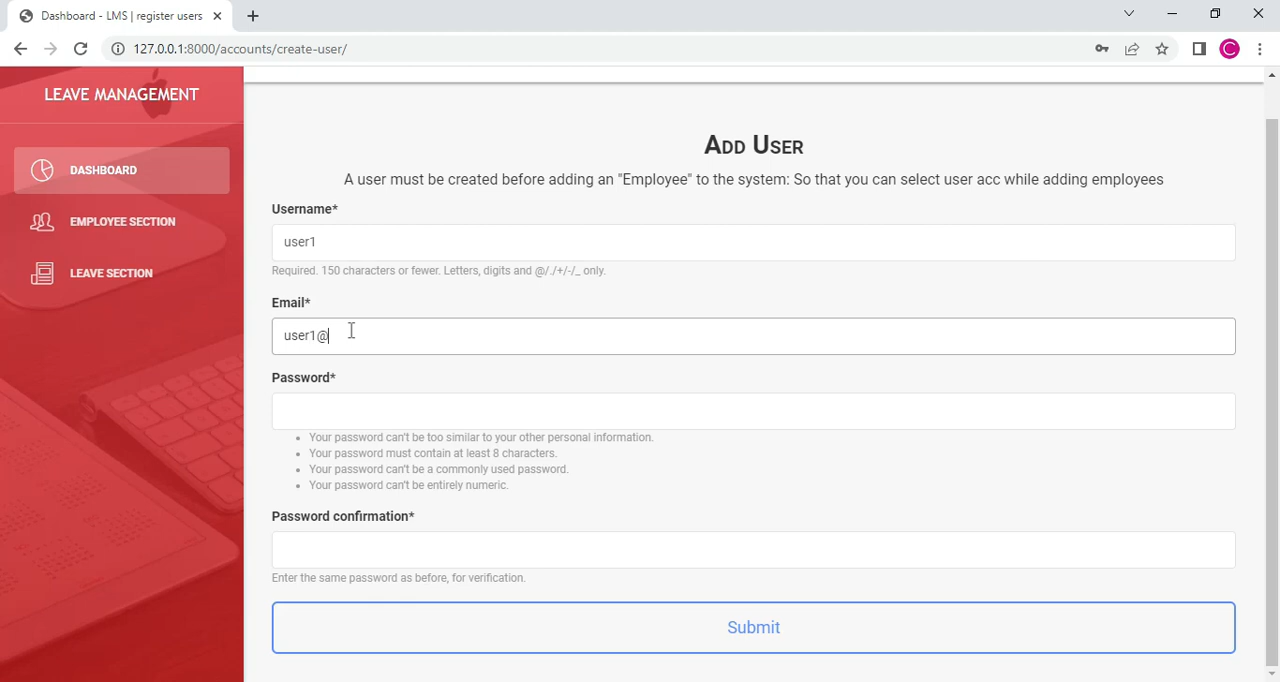 Dashboard - LMS | register users
127.0.0.1:8000/accounts/create-user/
C
LEAVE MANAGEMENT
DASHBOARD
EMPLOYEE SECTION
LEAVE SECTION
ADD USER
A user must be created before adding an "Employee" to the system: So that you can select user acc while adding employees
Username*
user1
Required. 150 characters or fewer. Letters, digits and @/./+/-/_ only.
Email*
user1@
Password*
• Your password can't be too similar to your other personal information.
• Your password must contain at least 8 characters.
• Your password can't be a commonly used password.
• Your password can't be entirely numeric.
Password confirmation*
Enter the same password as before, for verification.
Submit